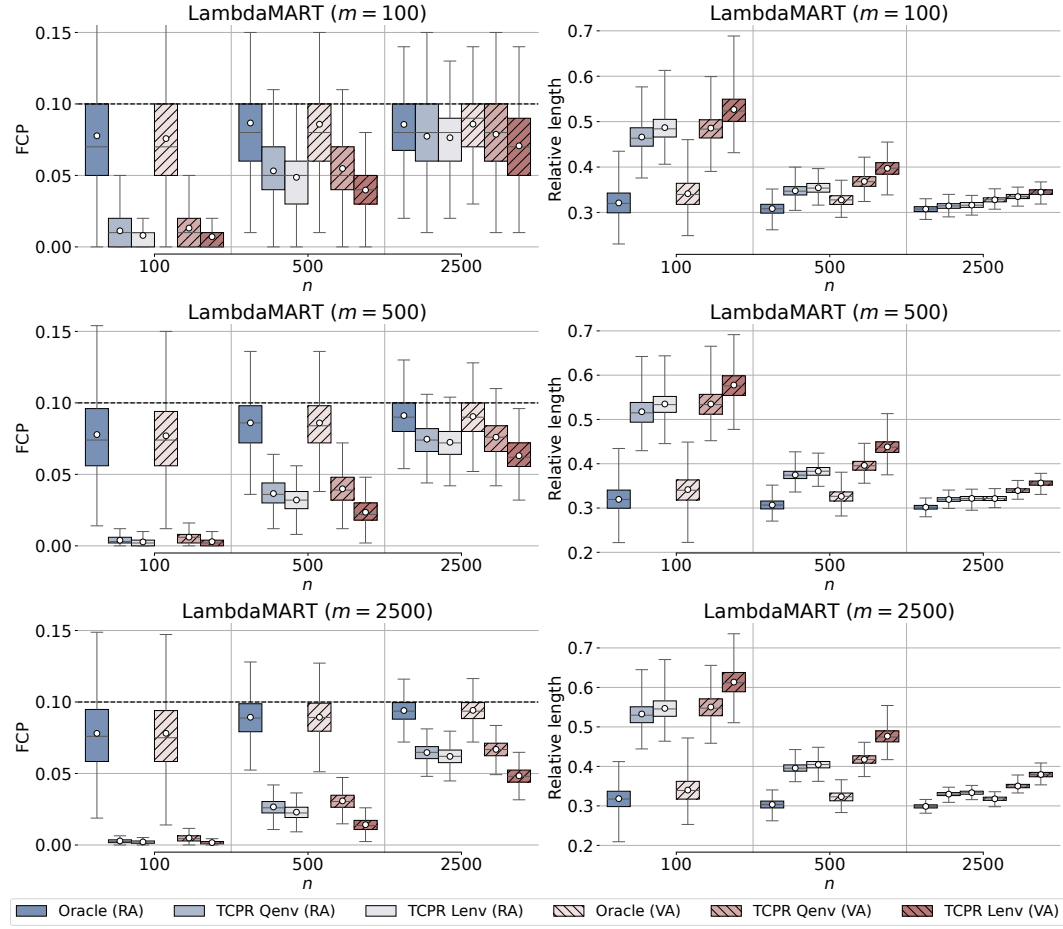 LambdaMART (m = 100)
0.15
0.10
0.05
0.00
FCP
100
500
2500
n
LambdaMART (m = 100)
0.7
0.6
0.5
0.4
0.3
Relative length
100
500
2500
n
LambdaMART (m = 500)
0.15
0.10
0.05
0.00
FCP
100
500
2500
n
LambdaMART (m = 500)
0.7
0.6
0.5
0.4
0.3
0.2
Relative length
100
500
2500
n
LambdaMART (m = 2500)
0.15
0.10
0.05
0.00
FCP
100
500
2500
n
LambdaMART (m = 2500)
0.7
0.6
0.5
0.4
0.3
0.2
Relative length
100
500
2500
n
Oracle (RA) TCPR Qenv (RA) TCPR Lenv (RA) Oracle (VA) TCPR Qenv (VA) TCPR Lenv (VA)